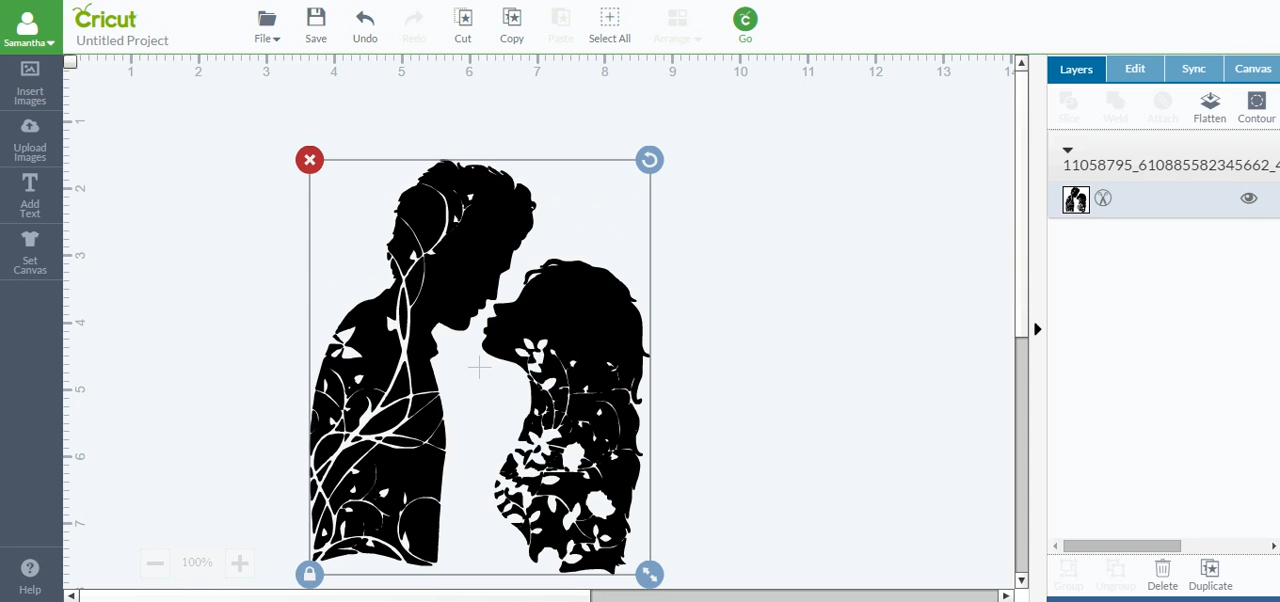 Cricut
Untitled Project
Samantha
File
Save
Undo
Redo
Cut
Copy
Paste
Select All
Arrange
Go
Insert
Images
Upload
Images
Add
Text
Set
Canvas
Help
1 2 3 4 5 6 7 8 9 10 11 12 13 14
1
2
3
4
5
6
7
100%
Layers
Edit
Sync
Canvas
Slice
Weld
Attach
Flatten
Contour
11058795_610885582345662_4
Group
Ungroup
Delete
Duplicate